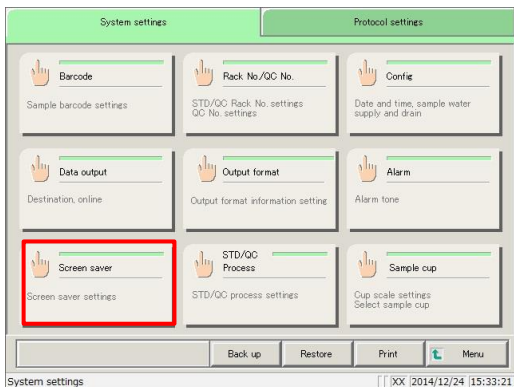 System settings
Protocol settings
Barcode
Sample barcode settings
Rack No./QC No.
STD/QC Rack No. settings
QC No. settings
Config
Date and time, sample water
supply and drain
Data output
Destination, online
Output format
Output format information setting
Alarm
Alarm tone
Screen saver
Screen saver settings
STD/QC
Process
STD/QC process settings
Sample cup
Cup scale settings
Select sample cup
Back up
Restore
Print
Menu
System settings
XX 2014/12/24 15:33:21